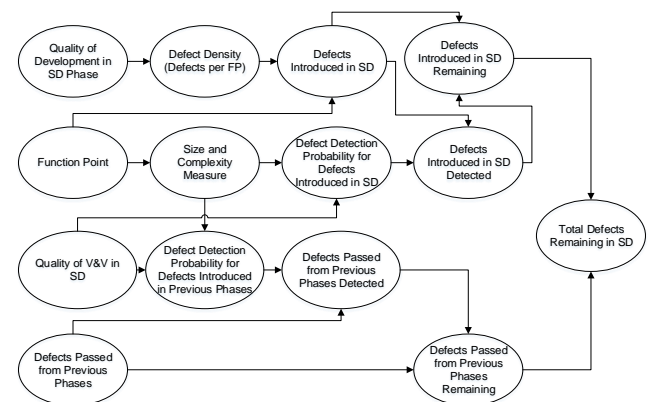 Quality of
Development in
SD Phase
Defect Density
(Defects per FP)
Defects
Introduced in SD
Defects
Introduced in SD
Remaining
Function Point
Size and
Complexity
Measure
Defect Detection
Probability for
Defects
Introduced in SD
Defects
Introduced in SD
Detected
Total Defects
Remaining in SD
Quality of V&V in
SD
Defect Detection
Probability for
Defects Introduced
in Previous Phases
Defects Passed
from Previous
Phases Detected
Defects Passed
from Previous
Phases
Defects Passed
from Previous
Phases
Remaining